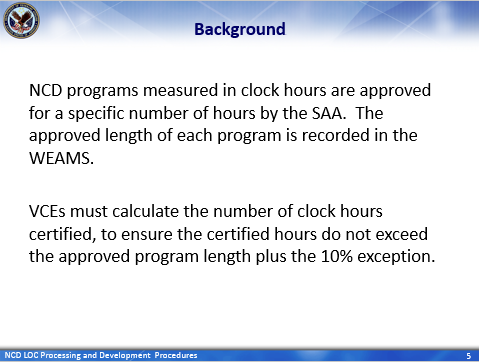 Background
NCD programs measured in clock hours are approved
for a specific number of hours by the SAA.  The
approved length of each program is recorded in the
WEAMS.
VCEs must calculate the number of clock hours
certified, to ensure the certified hours do not exceed
the approved program length plus the 10% exception.
NCD LOC Processing and Development Procedures
5